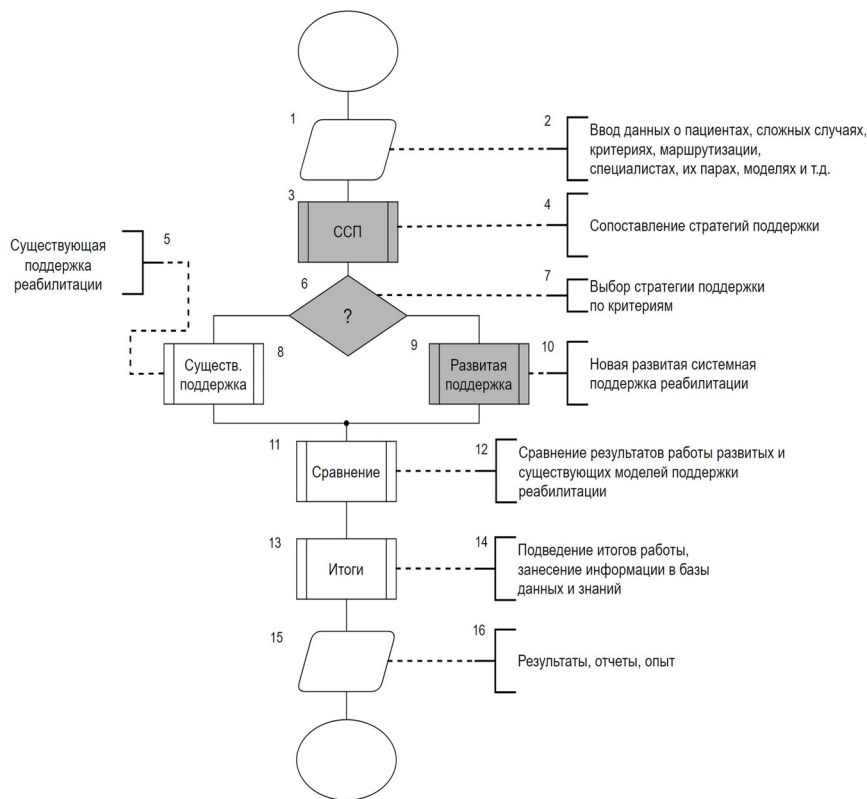 1
2
Ввод данных о пациентах, сложных случаях,
критериях, маршрутизации,
специалистах, их парах, моделях и т.д.
3
ССП
4
Сопоставление стратегий поддержки
Существующая
поддержка
реабилитации
5
6
?
7
Выбор стратегии поддержки
по критериям
Существ.
поддержка
8
9
Развитая
поддержка
10
Новая развитая системная
поддержка реабилитации
11
Сравнение
12
Сравнение результатов работы развитых и
существующих моделей поддержки
реабилитации
13
Итоги
14
Подведение итогов работы,
занесение информации в базы
данных и знаний
15
16
Результаты, отчеты, опыт